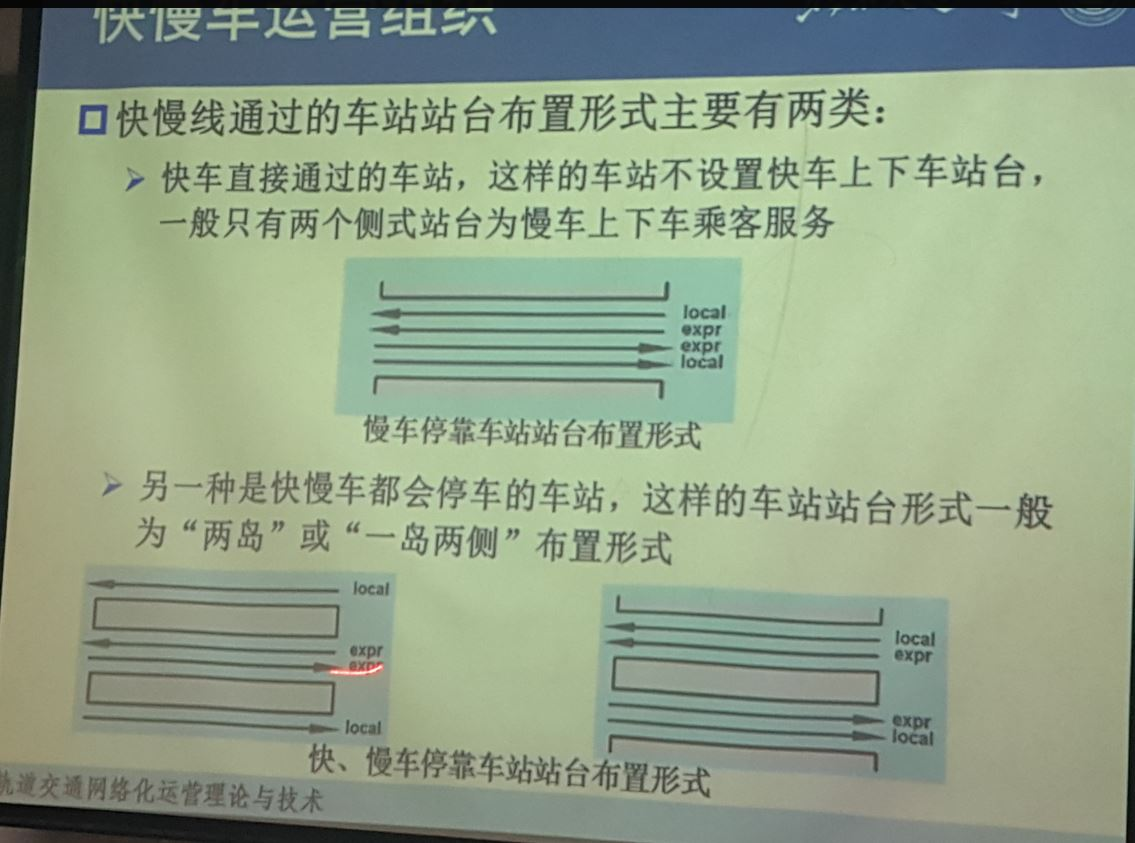 快慢车运营组织
快慢线通过的车站站台布置形式主要有两类：
快车直接通过的车站，这样的车站不设置快车上下车站台，
一般只有两个侧式站台为慢车上下车乘客服务
local
expr
expr
local
慢车停靠车站站台布置形式
另一种是快慢车都会停车的车站，这样的车站站台形式一般
为“两岛”或“一岛两侧”布置形式
local
expr
expr
local
local
expr
expr
local
快、慢车停靠车站站台布置形式
轨道交通网络化运营理论与技术